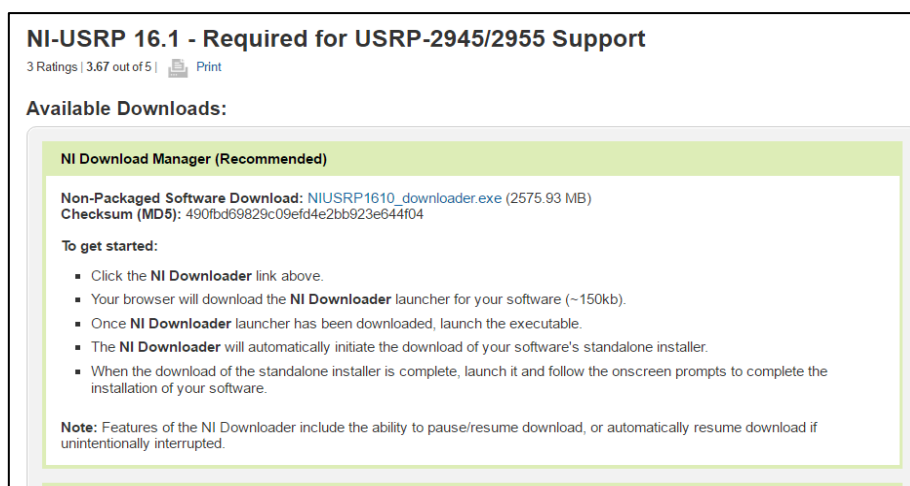 NI-USRP 16.1 - Required for USRP-2945/2955 Support
3 Ratings | 3.67 out of 5 | Print
Available Downloads:
NI Download Manager (Recommended)
Non-Packaged Software Download: NIUSRP1610_downloader.exe (2575.93 MB)
Checksum (MD5): 490fbd69829c09efd4e2bb923e644f04
To get started:
▪ Click the NI Downloader link above.
▪ Your browser will download the NI Downloader launcher for your software (~150kb).
▪ Once NI Downloader launcher has been downloaded, launch the executable.
▪ The NI Downloader will automatically initiate the download of your software's standalone installer.
▪ When the download of the standalone installer is complete, launch it and follow the onscreen prompts to complete the
installation of your software.
Note: Features of the NI Downloader include the ability to pause/resume download, or automatically resume download if
unintentionally interrupted.